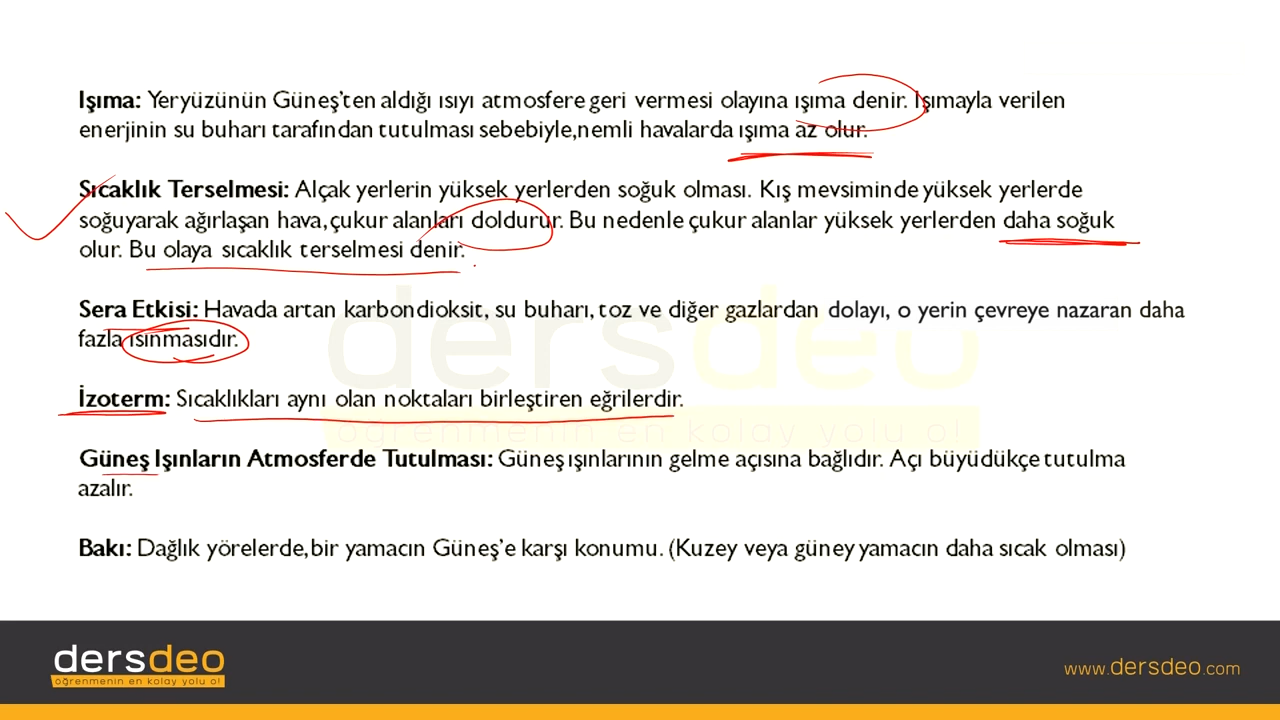 Işıma: Yeryüzünün Güneş'ten aldığı ısıyı atmosfere geri vermesi olayına ışıma denir. Işımayla verilen
enerjinin su buharı tarafından tutulması sebebiyle,nemli havalarda ışıma az olur.
Sıcaklık Terselmesi: Alçak yerlerin yüksek yerlerden soğuk olması. Kış mevsiminde yüksek yerlerde
soğuyarak ağırlaşan hava, çukur alanları doldurur. Bu nedenle çukur alanlar yüksek yerlerden daha soğuk
olur. Bu olaya sıcaklık terselmesi denir.
Sera Etkisi: Havada artan karbondioksit, su buharı, toz ve diğer gazlardan dolayı, o yerin çevreye nazaran daha
fazla ısınmasıdır.
İzoterm: Sıcaklıkları aynı olan noktaları birleştiren eğrilerdir.
Güneş Işınların Atmosferde Tutulması: Güneş ışınlarının gelme açısına bağlıdır. Açı büyüdükçe tutulma
azalır.
Bakı: Dağlık yörelerde, bir yamacın Güneş'e karşı konumu. (Kuzey veya güney yamacın daha sıcak olması)
dersdeo
öğrenmenin en kolay yolu o!
dersdeo
öğrenmenin en kolay yolu o!
www.dersdeo.com